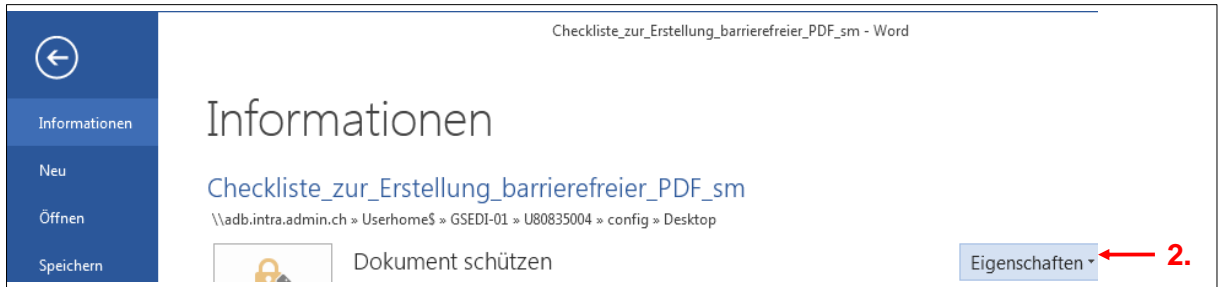 Checkliste_zur_Erstellung_barrierefreier_PDF_sm - Word
Informationen
Neu
Öffnen
Speichern
Informationen
Checkliste_zur_Erstellung_barrierefreier_PDF_sm
\\adb.intra.admin.ch » Userhome$ » GSEDI-01 » U80835004 » config » Desktop
Dokument schützen
Eigenschaften
2.